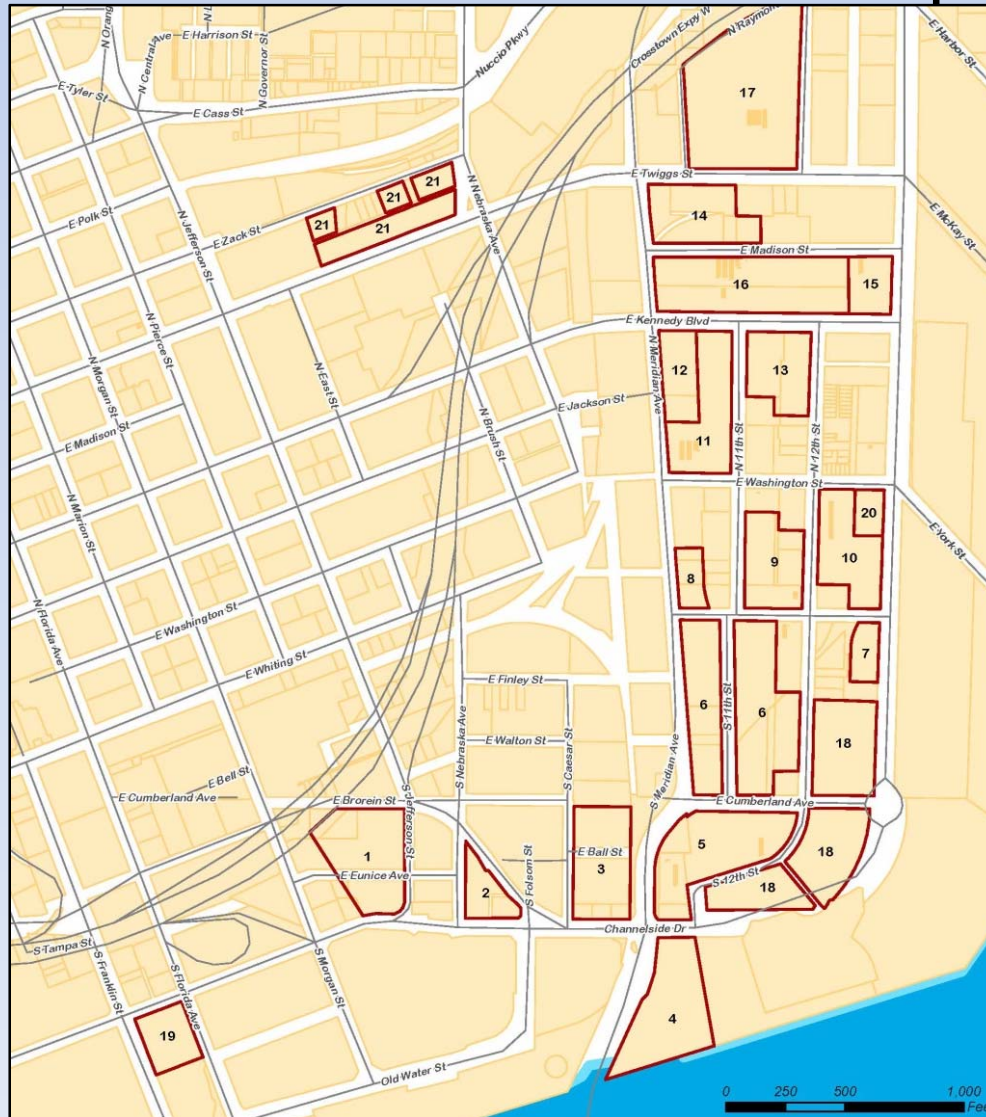 E Harrison St
N Orang
N Central Ave
N Governor St
Nuccio Pkwy
Crosstown Expy W
N Raymond
E Harbor St
E Tyler St
E Cass St
17
E Twiggs St
21
21
21
21
E Polk St
E Zack St
N Jefferson St
N Nebraska Ave
14
E McKay St
E Madison St
16
15
E Kennedy Blvd
N Pierce St
N Meridian Ave
12
13
N Morgan St
N East St
E Jackson St
N Brush St
11
N 11th St
N 12th St
E Madison St
E Washington St
N Marion St
20
10
E York St
9
8
N Florida Ave
E Washington St
E Whiting St
7
E Finley St
6
S 11th St
6
S Nebraska Ave
E Walton St
S Caesar St
S Meridian Ave
18
E Bell St
E Cumberland Ave
E Brorein St
S Jefferson St
E Cumberland Ave
1
5
18
E Ball St
3
E Eunice Ave
2
S Folsom St
S 12th St
18
Channelside Dr
S Tampa St
S Franklin St
S Florida Ave
S Morgan St
19
4
Old Water St
0 250 500 1,000